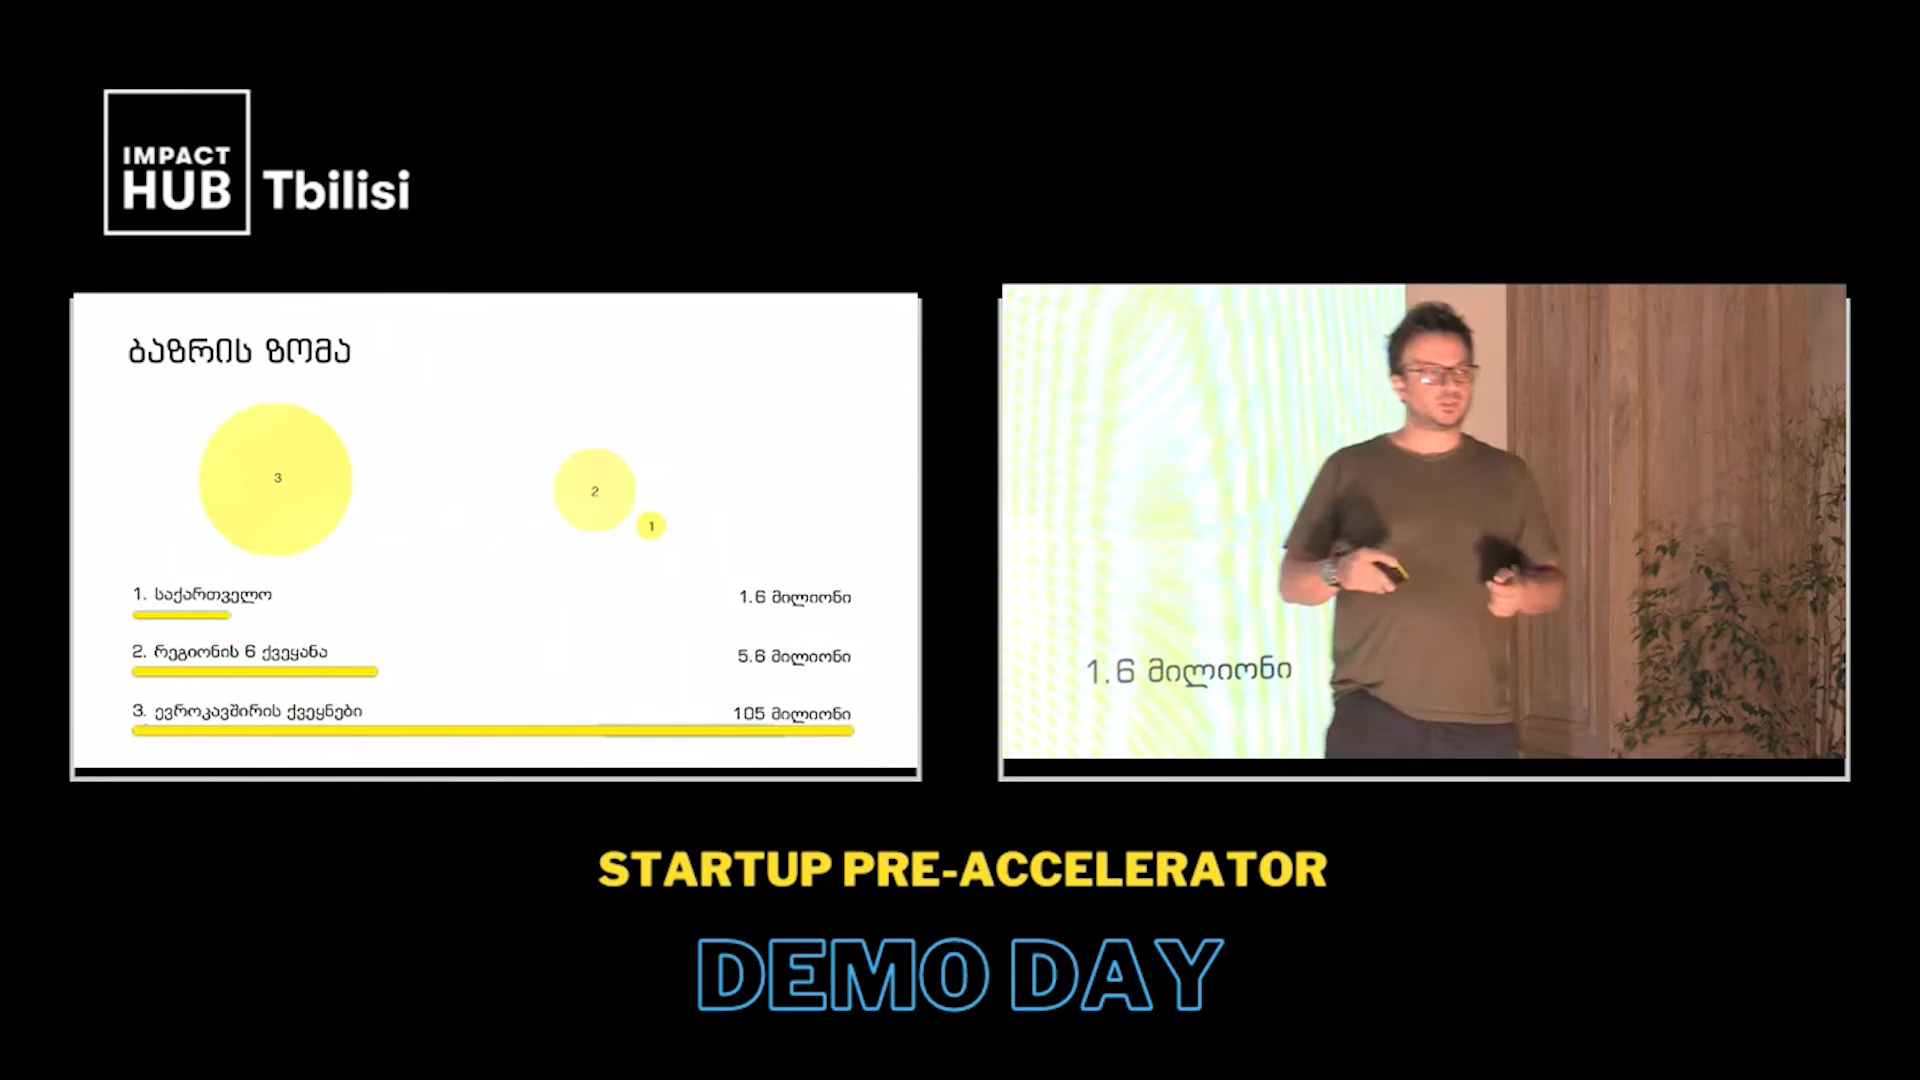 IMPACT
HUB Tbilisi
ბაზრის ზომა
3
2
1
1. საქართველო
1.6 მილიონი
2. რეგიონის 6 ქვეყანა
5.6 მილიონი
3. ევროკავშირის ქვეყნები
105 მილიონი
1.6 მილიონი
STARTUP PRE-ACCELERATOR
DEMO DAY